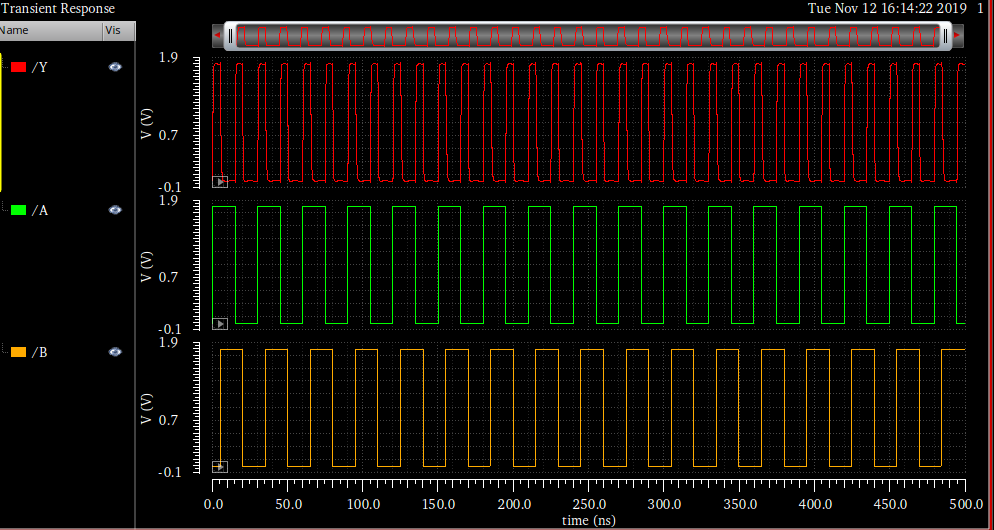 Transient Response Tue Nov 12 16:14:22 2019 1
Name Vis
/Y
1.9
V (V) 0.7
-0.1
/A
1.9
V (V) 0.7
-0.1
/B
1.9
V (V) 0.7
-0.1
0.0 50.0 100.0 150.0 200.0 250.0 300.0 350.0 400.0 450.0 500.0
time (ns)